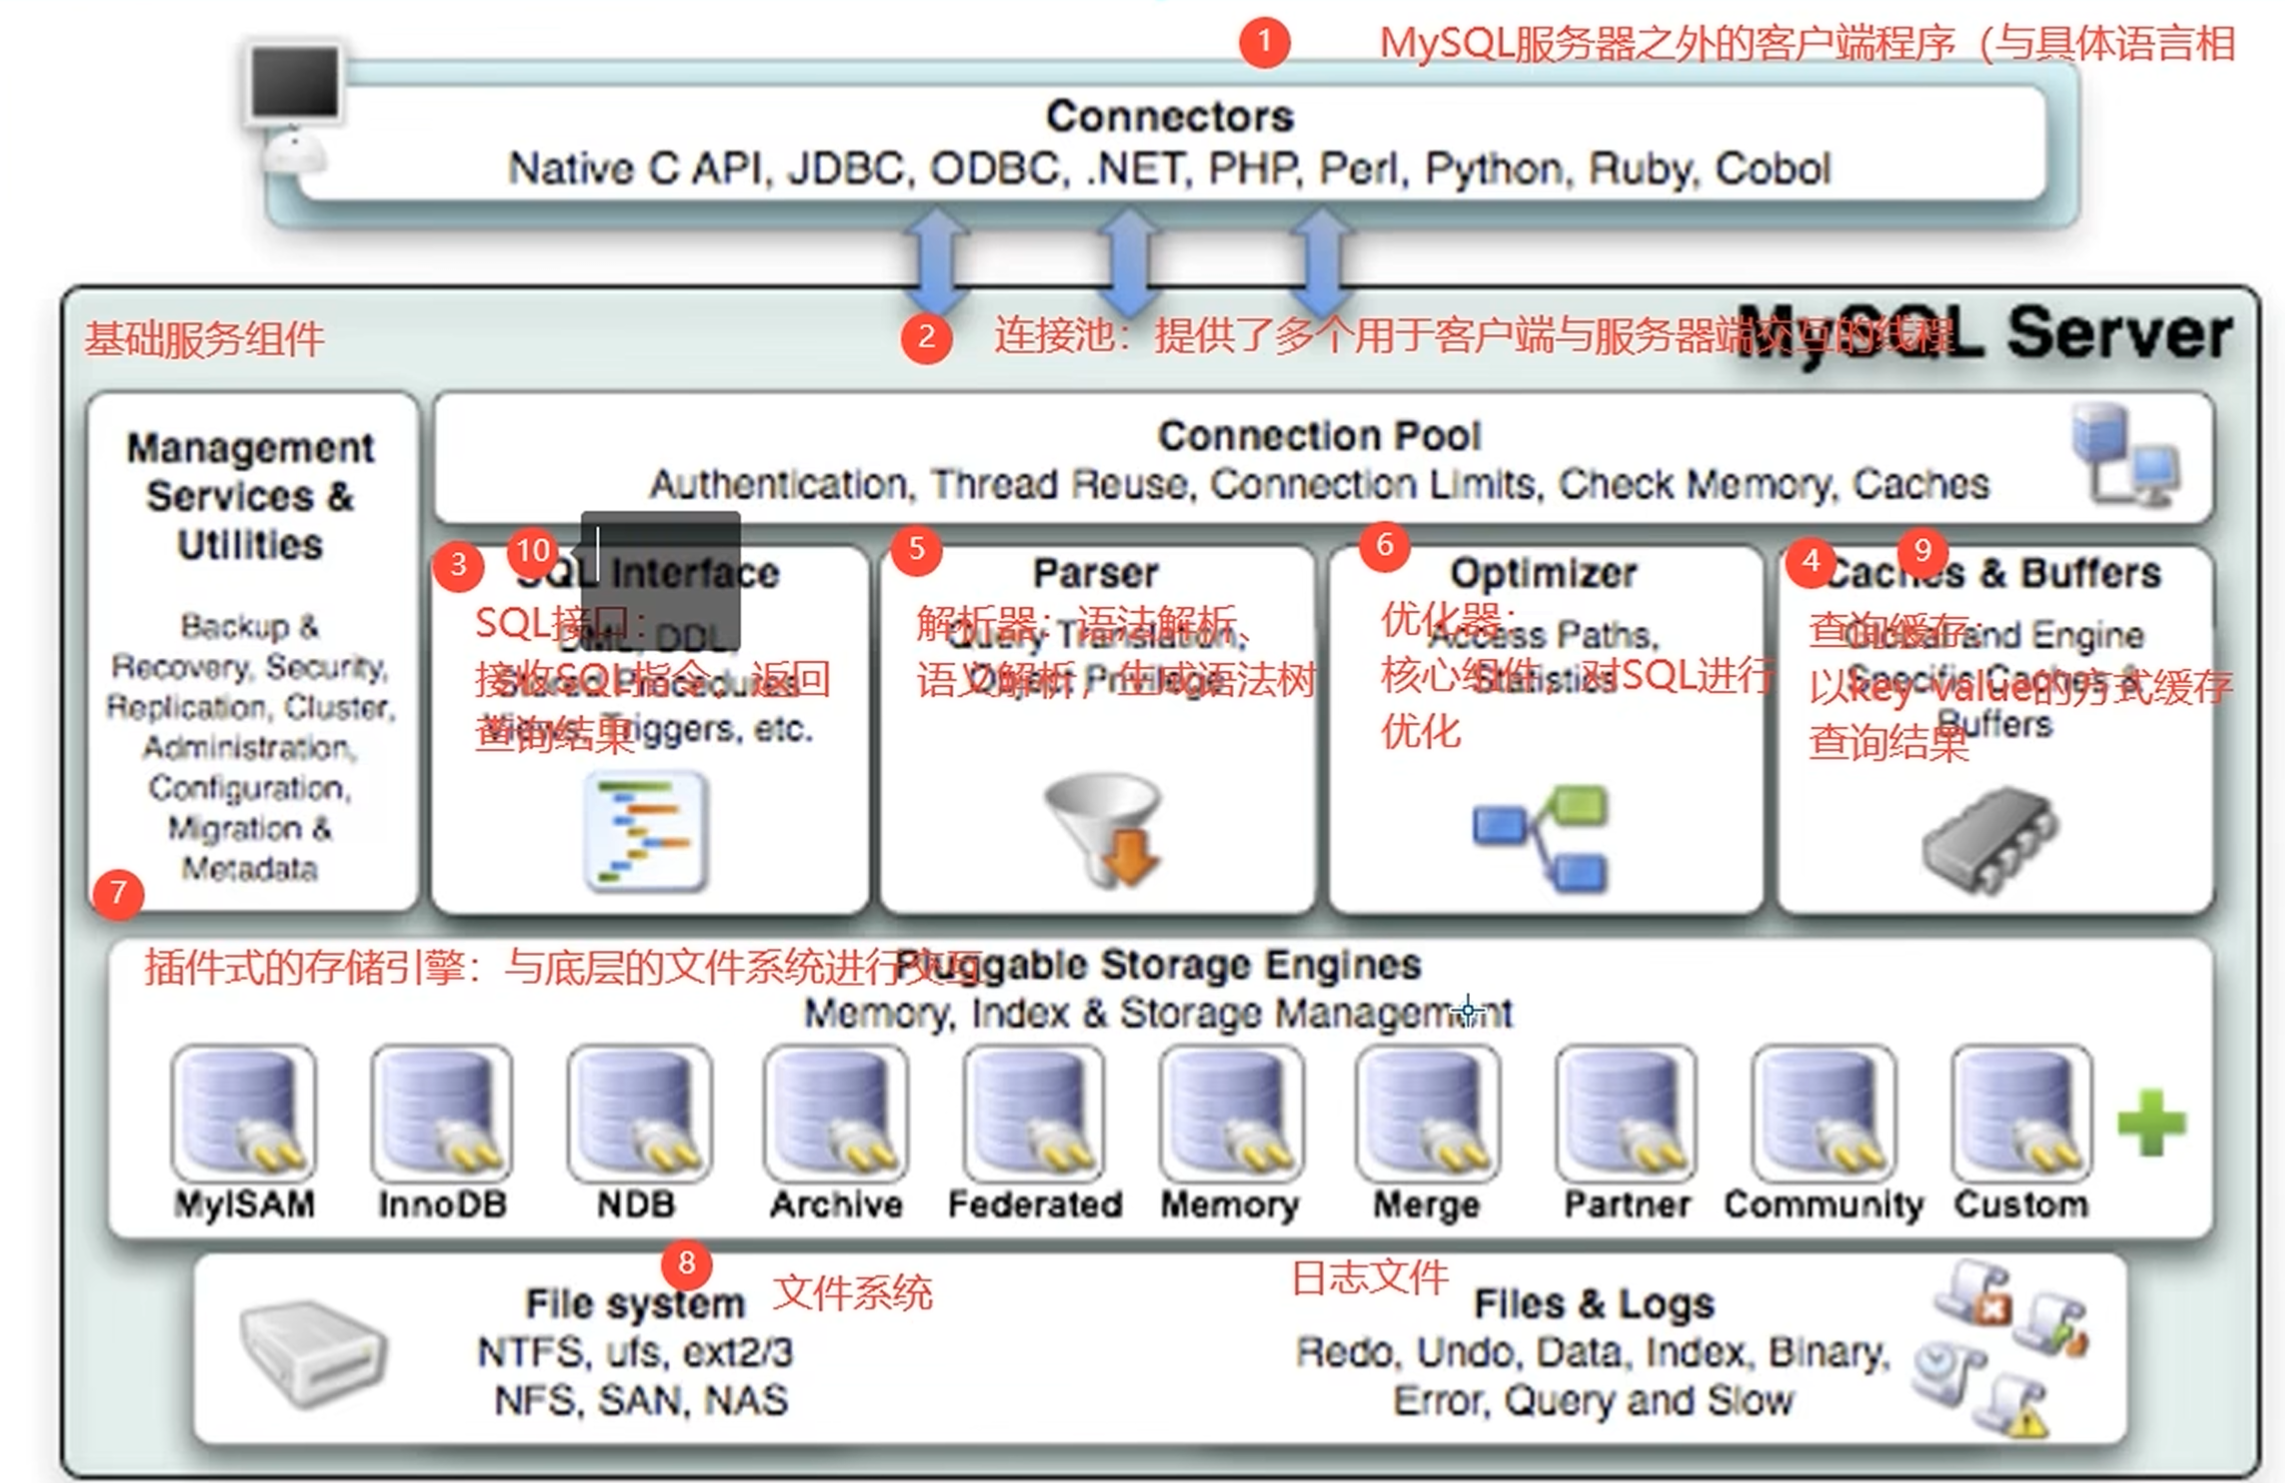 1 MySQL服务器之外的客户端程序（与具体语言相
Connectors
Native C API, JDBC, ODBC, .NET, PHP, Perl, Python, Ruby, Cobol
MySQL Server
基础服务组件
2 连接池：提供了多个用于客户端与服务器端交互的线程
Management
Services &
Utilities
Backup &
Recovery, Security,
Replication, Cluster,
Administration,
Configuration,
Migration &
Metadata
7
Connection Pool
Authentication, Thread Reuse, Connection Limits, Check Memory, Caches
3 10
SQL Interface
SQL接口：
接收SQL指令，返回
查询结果
DML, DDL,
Stored Procedures
Views, Triggers, etc.
5
Parser
解析器：语法解析、
语义解析，生成语法树
Query Translation,
Object Privilege
6
Optimizer
优化器：
核心组件，对SQL进行
优化
Access Paths,
Statistics
4 9
Caches & Buffers
查询缓存：
以key-value的方式缓存
查询结果
Global and Engine
Specific Caches &
Buffers
插件式的存储引擎：与底层的文件系统进行交互
Pluggable Storage Engines
Memory, Index & Storage Management
MyISAM InnoDB NDB Archive Federated Memory Merge Partner Community Custom
8
File system
文件系统
NTFS, ufs, ext2/3
NFS, SAN, NAS
日志文件
Files & Logs
Redo, Undo, Data, Index, Binary,
Error, Query and Slow